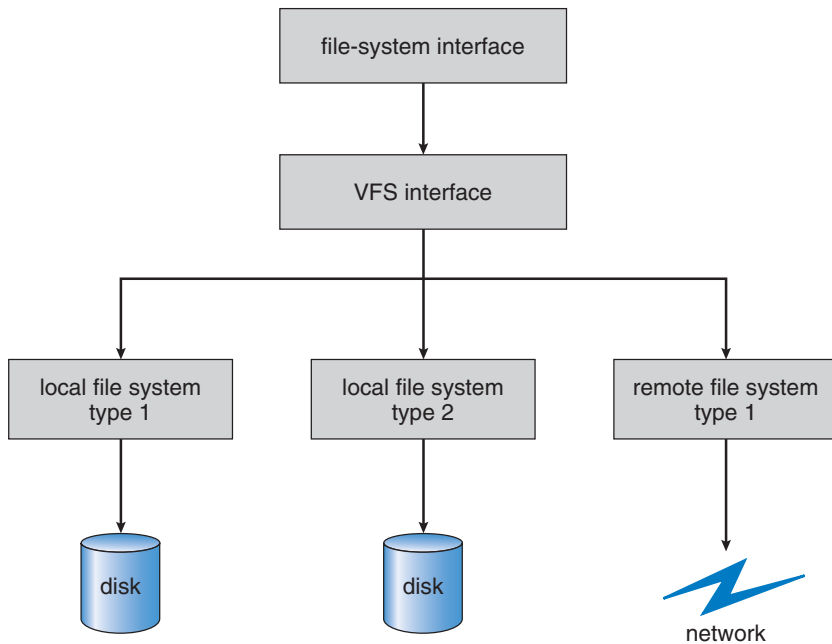 file-system interface
VFS interface
local file system
type 1
local file system
type 2
remote file system
type 1
disk
disk
network